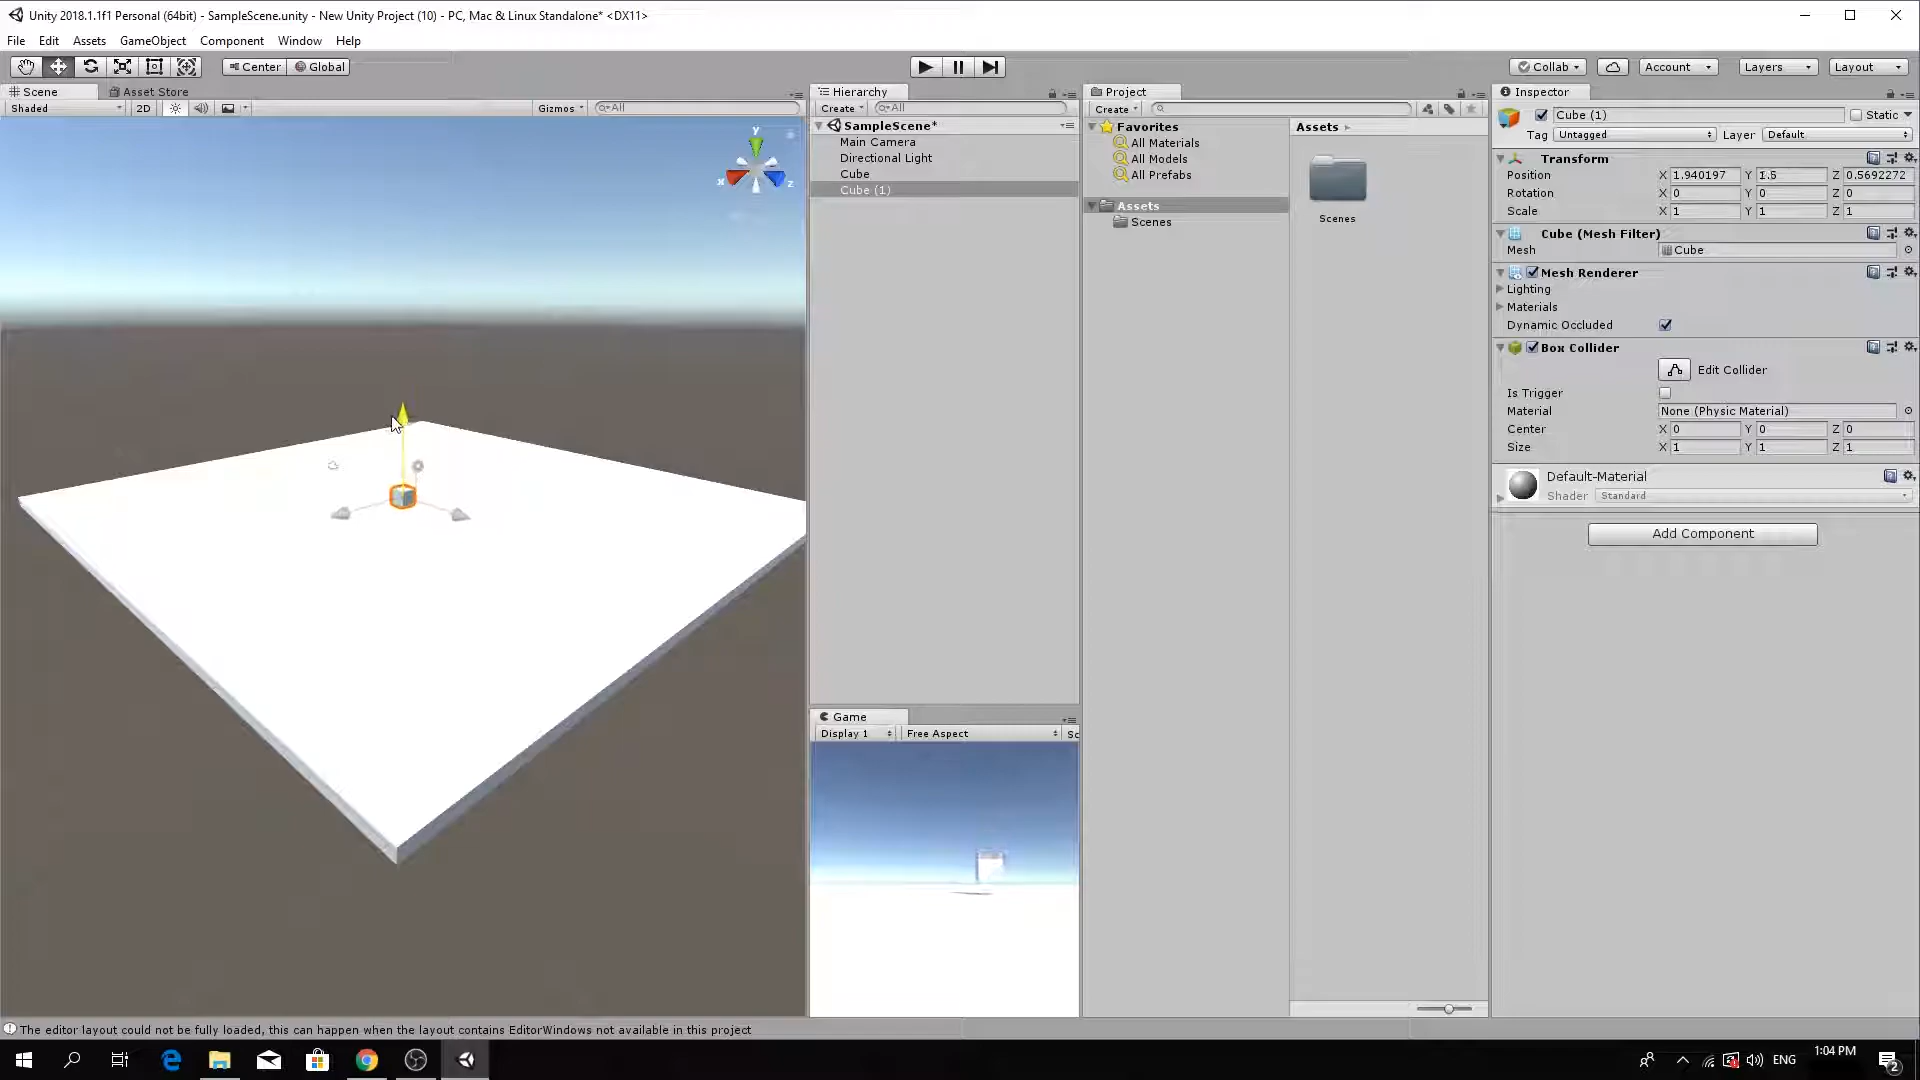 Unity 2018.1.1f1 Personal (64bit) - SampleScene.unity - New Unity Project (10) - PC, Mac & Linux Standalone* <DX11>
File Edit Assets GameObject Component Window Help
Center Global Collab Account Layers Layout
Scene Asset Store
Shaded 2D Gizmos All
y
x
z
Hierarchy
Create All
SampleScene*
Main Camera
Directional Light
Cube
Cube (1)
Game
Display 1 Free Aspect Sc
Project
Create
Favorites
All Materials
All Models
All Prefabs
Assets
Scenes
Assets
Scenes
Inspector
Cube (1) Static
Tag Untagged Layer Default
Transform
Position X 1.940197 Y 1.5 Z 0.5692272
Rotation X 0 Y 0 Z 0
Scale X 1 Y 1 Z 1
Cube (Mesh Filter)
Mesh Cube
Mesh Renderer
Lighting
Materials
Dynamic Occluded
Box Collider
Edit Collider
Is Trigger
Material None (Physic Material)
Center X 0 Y 0 Z 0
Size X 1 Y 1 Z 1
Default-Material
Shader Standard
Add Component
The editor layout could not be fully loaded, this can happen when the layout contains EditorWindows not available in this project
ENG 1:04 PM 2